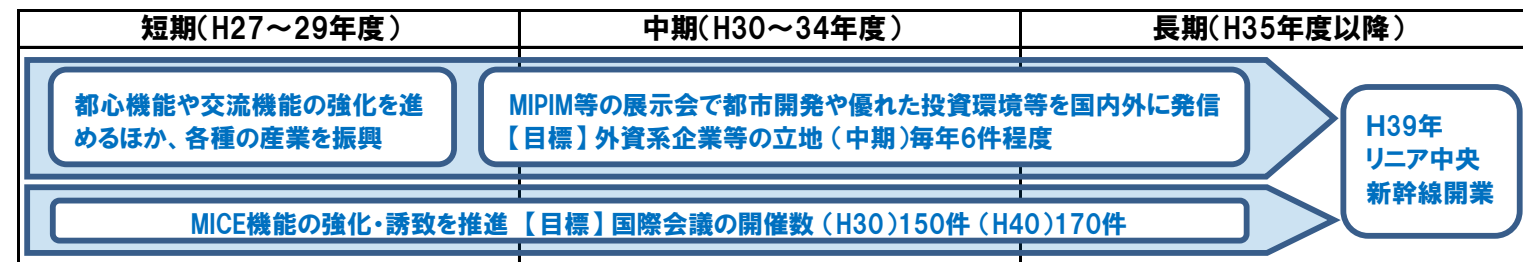 短期(H27～29年度)
中期(H30～34年度)
長期(H35年度以降)
都心機能や交流機能の強化を進
めるほか、各種の産業を振興
MIPIM等の展示会で都市開発や優れた投資環境等を国内外に発信
【目標】外資系企業等の立地(中期)毎年6件程度
MICE機能の強化・誘致を推進 【目標】国際会議の開催数(H30)150件(H40)170件
H39年
リニア中央
新幹線開業